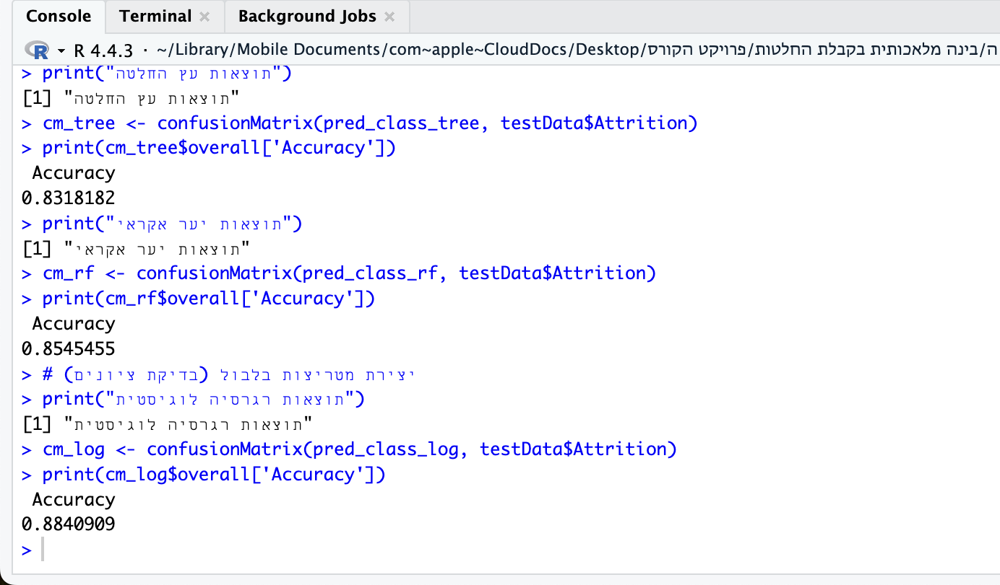 Console Terminal × Background Jobs ×
R 4.4.3 · ~/Library/Mobile Documents/com~apple~CloudDocs/Desktop/ה/בינה מלאכותית בקבלת החלטות/פרויקט הקורס
> print("תוצאות עץ החלטה")
[1] "תוצאות עץ החלטה"
> cm_tree <- confusionMatrix(pred_class_tree, testData$Attrition)
> print(cm_tree$overall['Accuracy'])
Accuracy
0.8318182
> print("תוצאות יער אקראי")
[1] "תוצאות יער אקראי"
> cm_rf <- confusionMatrix(pred_class_rf, testData$Attrition)
> print(cm_rf$overall['Accuracy'])
Accuracy
0.8545455
> # יצירת מטריצות בלבול (בדיקת ציונים)
> print("תוצאות רגרסיה לוגיסטית")
[1] "תוצאות רגרסיה לוגיסטית"
> cm_log <- confusionMatrix(pred_class_log, testData$Attrition)
> print(cm_log$overall['Accuracy'])
Accuracy
0.8840909
>